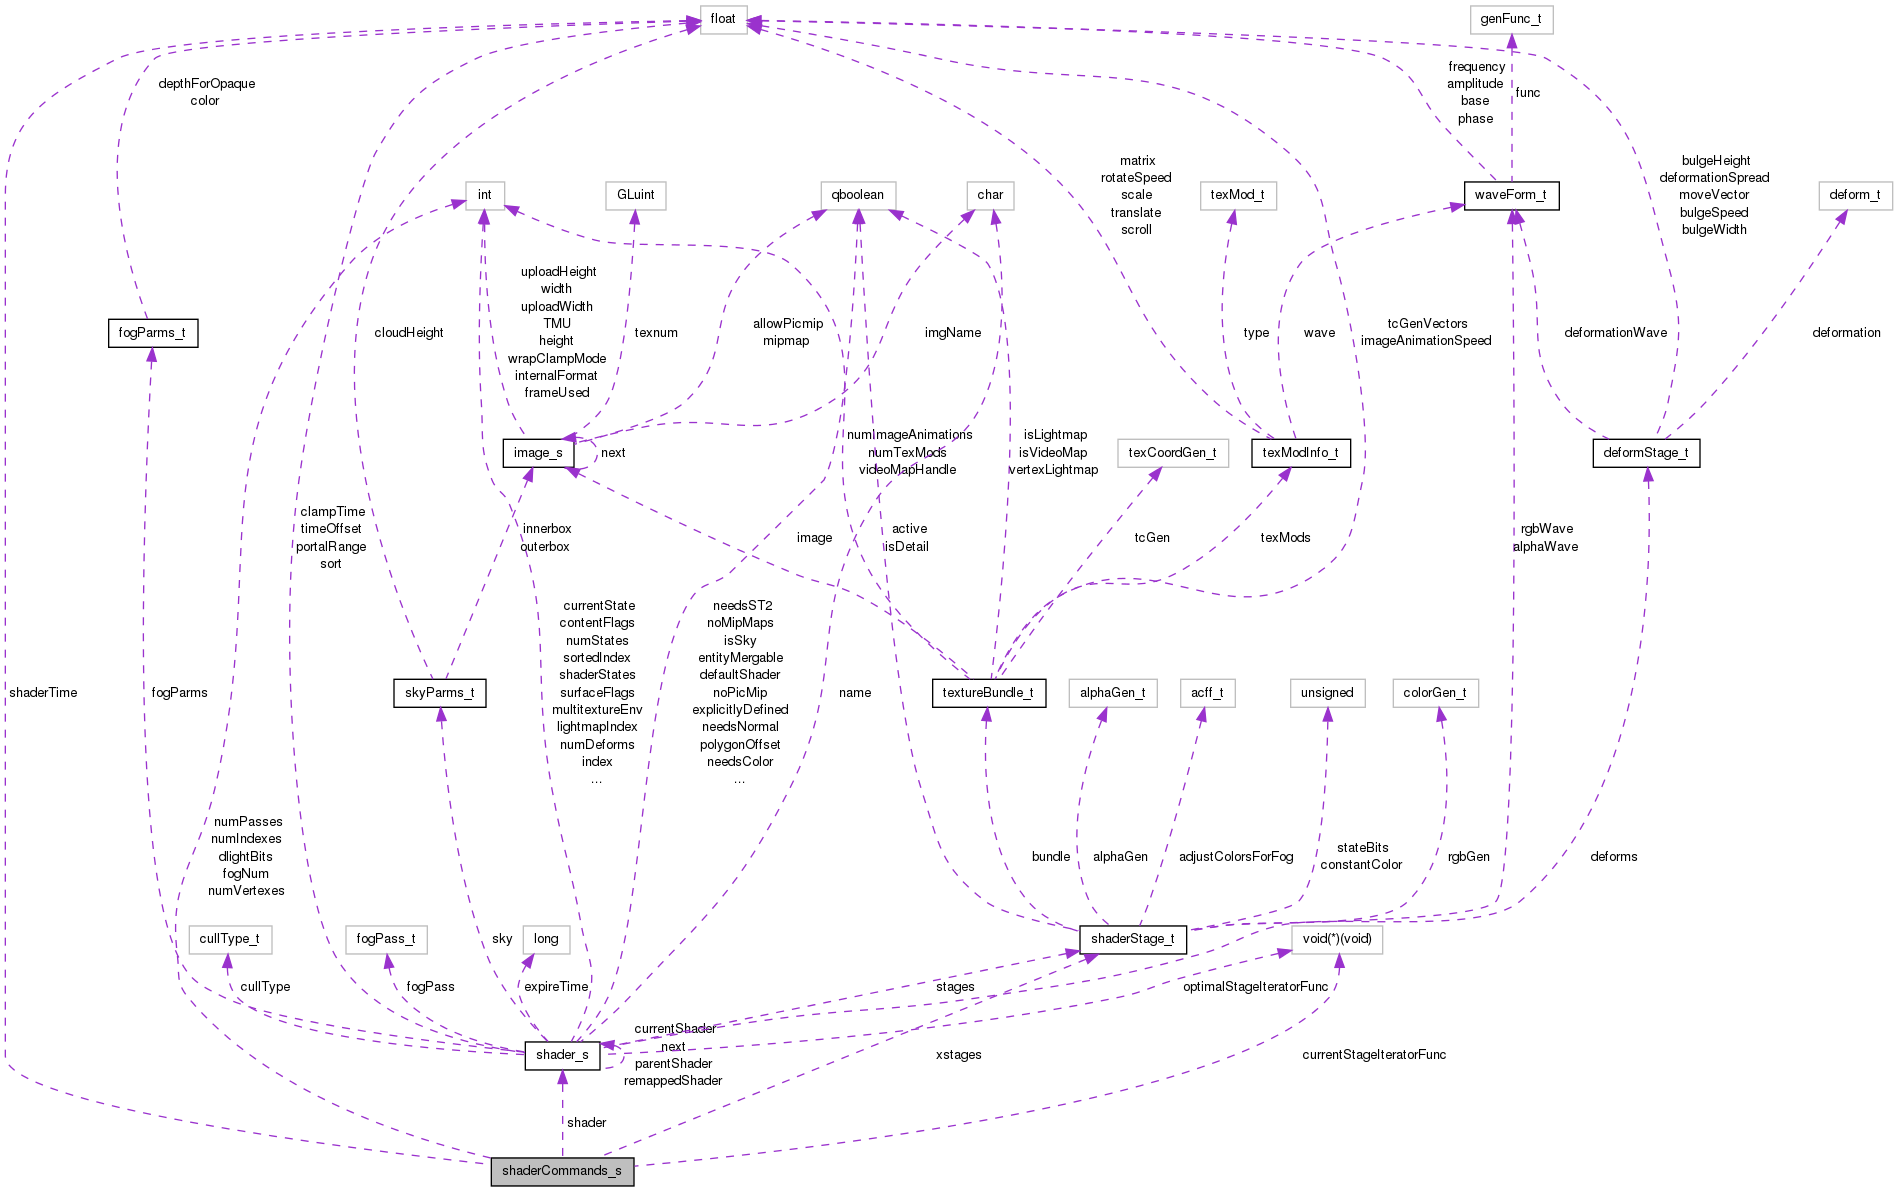 float
genFunc_t
depthForOpaque
color
frequency
amplitude
base
phase
func
int
GLuint
qboolean
char
matrix
rotateSpeed
scale
translate
scroll
texMod_t
waveForm_t
bulgeHeight
deformationSpread
moveVector
bulgeSpeed
bulgeWidth
deform_t
fogParms_t
cloudHeight
uploadHeight
width
uploadWidth
TMU
height
wrapClampMode
internalFormat
frameUsed
texnum
allowPicmip
mipmap
imgName
type
wave
tcGenVectors
imageAnimationSpeed
deformationWave
deformation
image_s
next
numImageAnimations
numTexMods
videoMapHandle
isLightmap
isVideoMap
vertexLightmap
texCoordGen_t
texModInfo_t
deformStage_t
clampTime
timeOffset
portalRange
sort
innerbox
outerbox
image
active
isDetail
tcGen
texMods
rgbWave
alphaWave
shaderTime
fogParms
skyParms_t
currentState
contentFlags
numStates
sortedIndex
shaderStates
surfaceFlags
multitextureEnv
lightmapIndex
numDeforms
index
...
needsST2
noMipMaps
isSky
entityMergable
defaultShader
noPicMip
explicitlyDefined
needsNormal
polygonOffset
needsColor
...
name
textureBundle_t
alphaGen_t
acff_t
unsigned
colorGen_t
numPasses
numIndexes
dlightBits
fogNum
numVertexes
bundle
alphaGen
adjustColorsForFog
stateBits
constantColor
rgbGen
deforms
cullType_t
fogPass_t
sky
long
shaderStage_t
void(*)(void)
cullType
fogPass
expireTime
stages
optimalStageIteratorFunc
shader_s
currentShader
next
parentShader
remappedShader
xstages
currentStageIteratorFunc
shader
shaderCommands_s